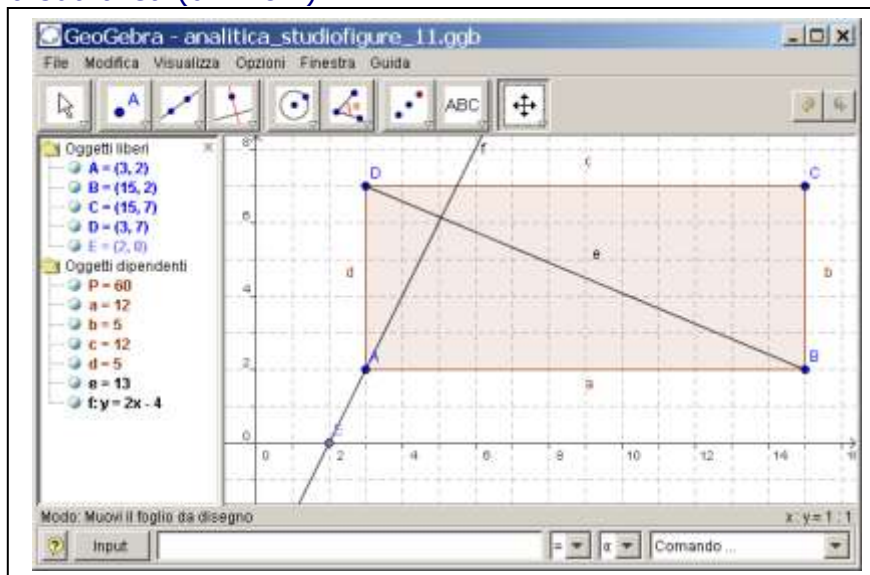 GeoGebra - analitica_studiofigure_11.ggb
File Modifica Visualizza Opzioni Finestra Guida
A
ABC
Oggetti liberi
A = (3, 2)
B = (15, 2)
C = (15, 7)
D = (3, 7)
E = (2, 0)
Oggetti dipendenti
P = 60
a = 12
b = 5
c = 12
d = 5
e = 13
f: y = 2x - 4
8
f
c
D
C
6
e
d
b
4
2
A
B
a
0
E
0 2 4 6 8 10 12 14 16
Modo: Muovi il foglio da disegno
x : y = 1 : 1
Input
= α Comando ...